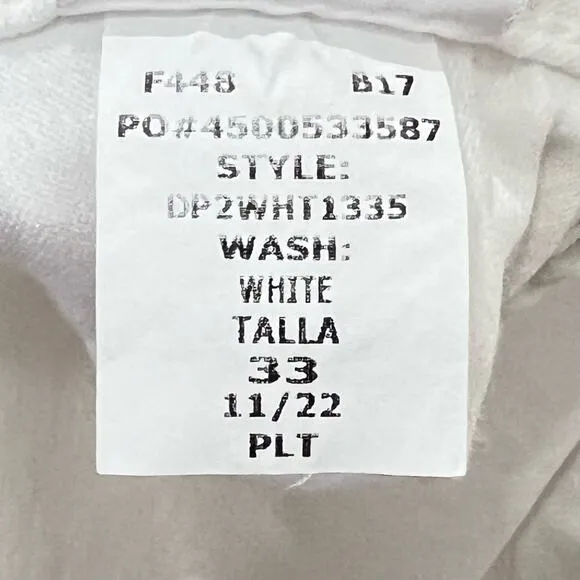 F448 B17
PO#4500533587
STYLE:
DP2WHT1335
WASH:
WHITE
TALLA
33
11/22
PLT